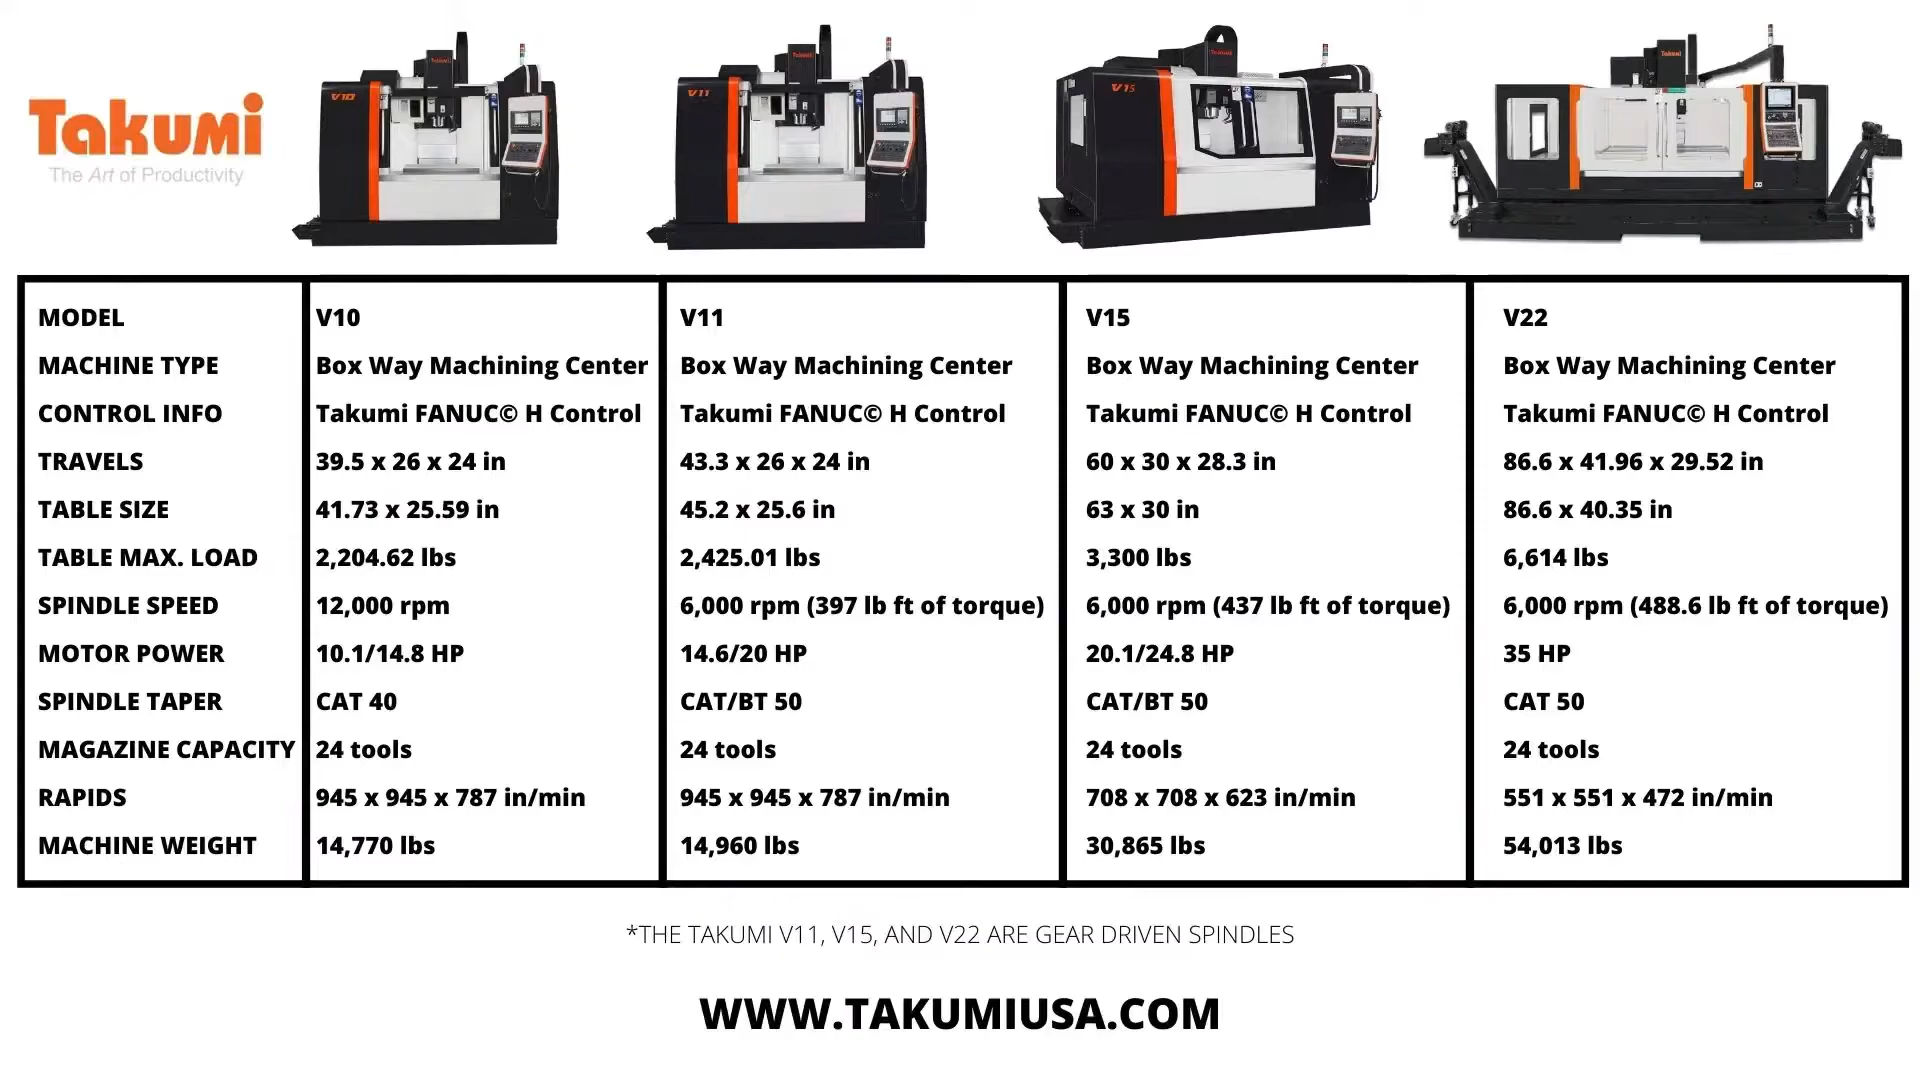 Takumi
The Art of Productivity
Takumi
V10
Takumi
V11
Takumi
V15
Takumi
MODEL V10 V11 V15 V22
MACHINE TYPE Box Way Machining Center Box Way Machining Center Box Way Machining Center Box Way Machining Center
CONTROL INFO Takumi FANUC© H Control Takumi FANUC© H Control Takumi FANUC© H Control Takumi FANUC© H Control
TRAVELS 39.5 x 26 x 24 in 43.3 x 26 x 24 in 60 x 30 x 28.3 in 86.6 x 41.96 x 29.52 in
TABLE SIZE 41.73 x 25.59 in 45.2 x 25.6 in 63 x 30 in 86.6 x 40.35 in
TABLE MAX. LOAD 2,204.62 lbs 2,425.01 lbs 3,300 lbs 6,614 lbs
SPINDLE SPEED 12,000 rpm 6,000 rpm (397 lb ft of torque) 6,000 rpm (437 lb ft of torque) 6,000 rpm (488.6 lb ft of torque)
MOTOR POWER 10.1/14.8 HP 14.6/20 HP 20.1/24.8 HP 35 HP
SPINDLE TAPER CAT 40 CAT/BT 50 CAT/BT 50 CAT 50
MAGAZINE CAPACITY 24 tools 24 tools 24 tools 24 tools
RAPIDS 945 x 945 x 787 in/min 945 x 945 x 787 in/min 708 x 708 x 623 in/min 551 x 551 x 472 in/min
MACHINE WEIGHT 14,770 lbs 14,960 lbs 30,865 lbs 54,013 lbs
*THE TAKUMI V11, V15, AND V22 ARE GEAR DRIVEN SPINDLES
WWW.TAKUMIUSA.COM